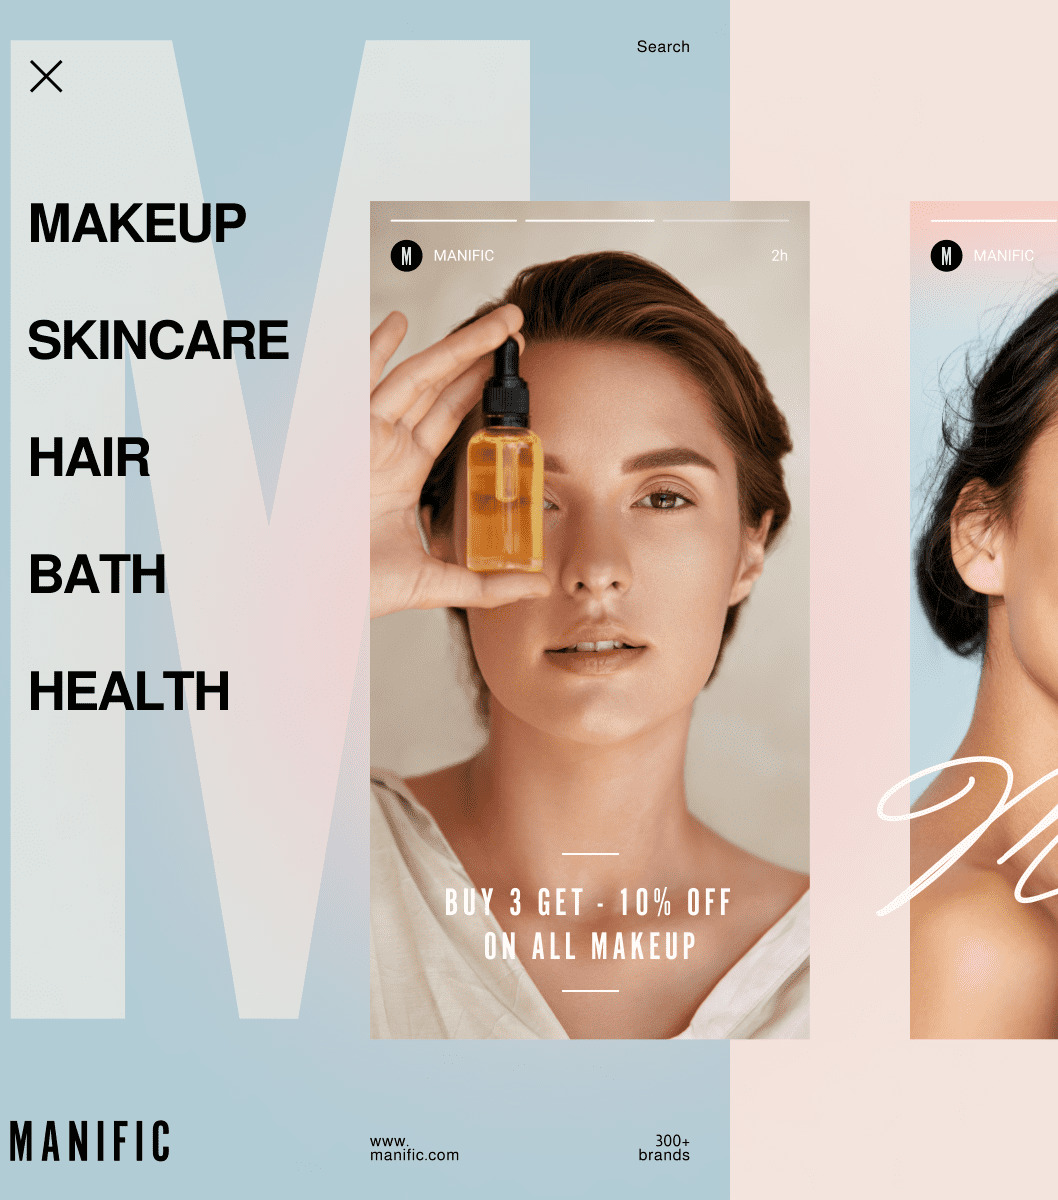 Search
MAKEUP
SKINCARE
HAIR
BATH
HEALTH
M MANIFIC 2h
BUY 3 GET - 10% OFF
ON ALL MAKEUP
M MANIFIC
M
MANIFIC
www.
manific.com
300+
brands